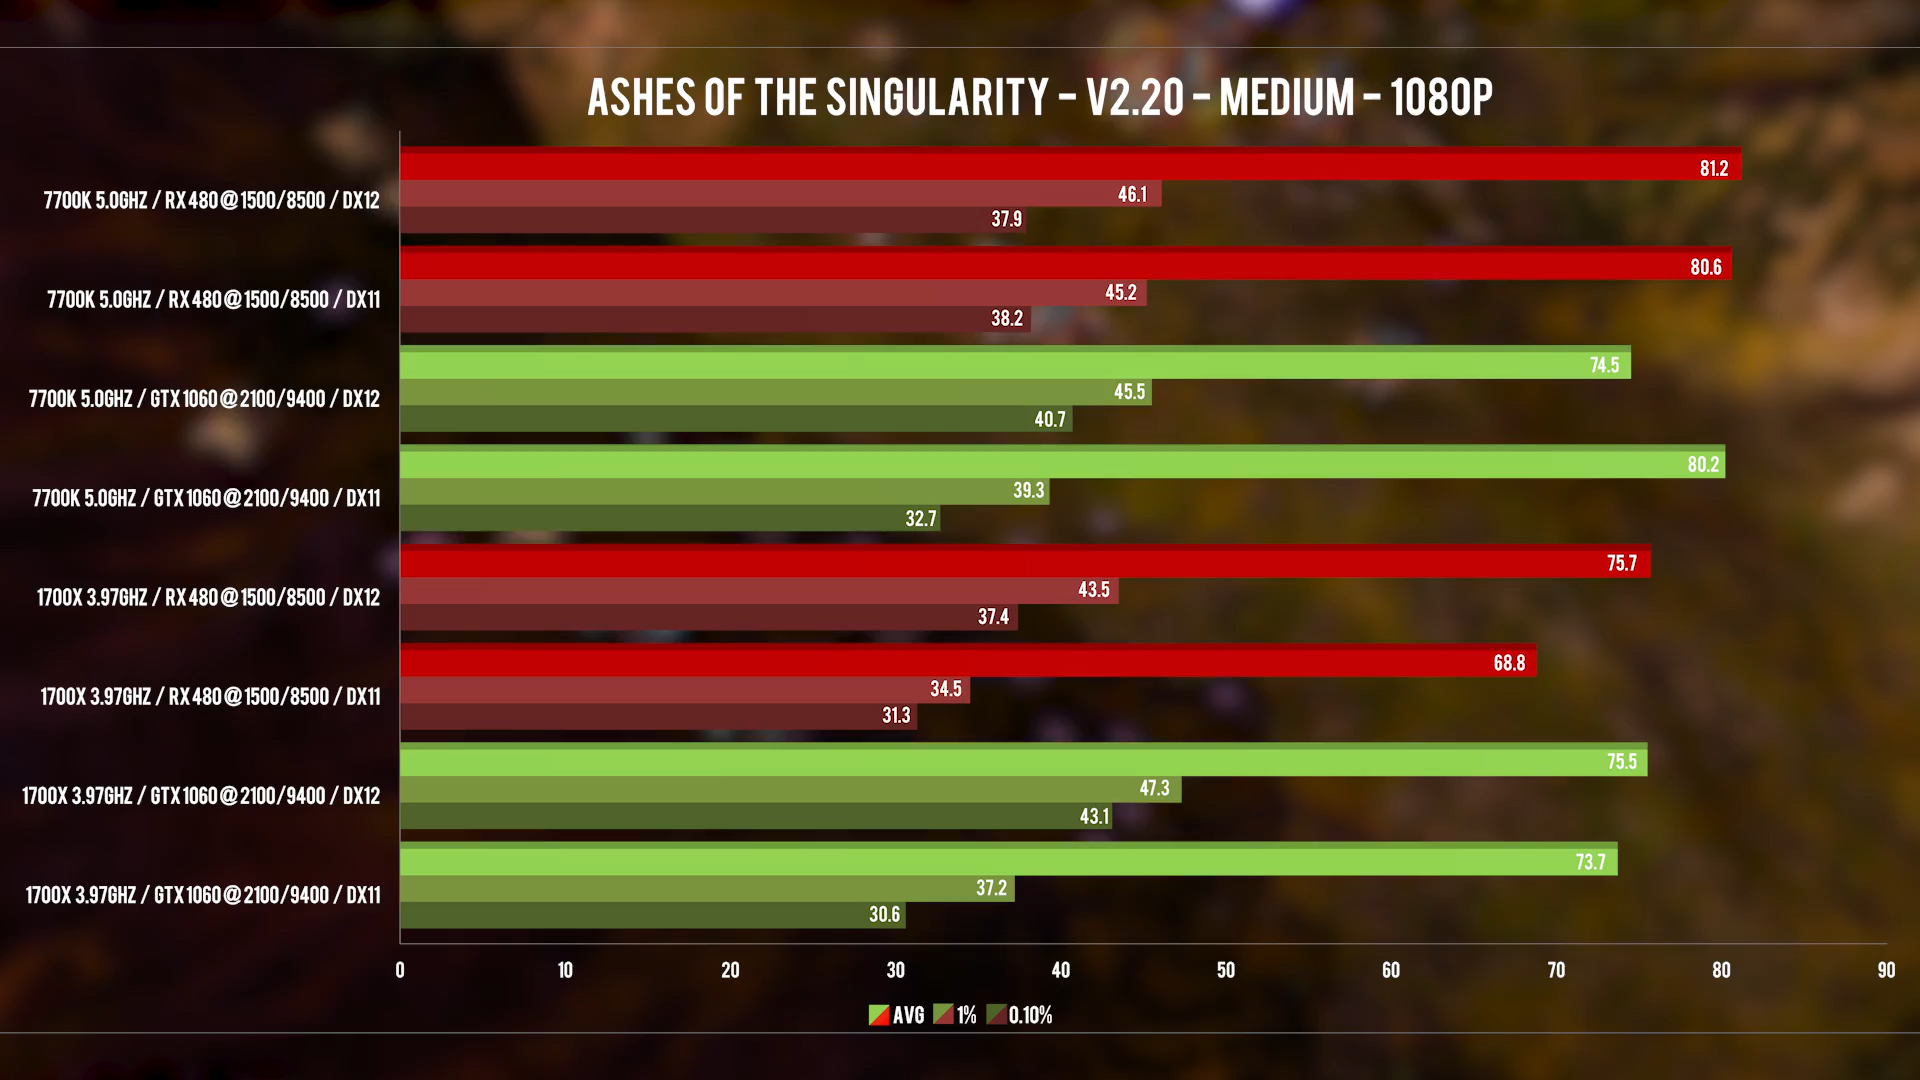 ASHES OF THE SINGULARITY - V2.20 - MEDIUM - 1080P
7700K 5.0GHZ / RX 480@1500/8500 / DX12
81.2
46.1
37.9
7700K 5.0GHZ / RX 480@1500/8500 / DX11
80.6
45.2
38.2
7700K 5.0GHZ / GTX 1060@2100/9400 / DX12
74.5
45.5
40.7
7700K 5.0GHZ / GTX 1060@2100/9400 / DX11
80.2
39.3
32.7
1700X 3.97GHZ / RX 480@1500/8500 / DX12
75.7
43.5
37.4
1700X 3.97GHZ / RX 480@1500/8500 / DX11
68.8
34.5
31.3
1700X 3.97GHZ / GTX 1060@2100/9400 / DX12
75.5
47.3
43.1
1700X 3.97GHZ / GTX 1060@2100/9400 / DX11
73.7
37.2
30.6
0 10 20 30 40 50 60 70 80 90
AVG 1% 0.10%